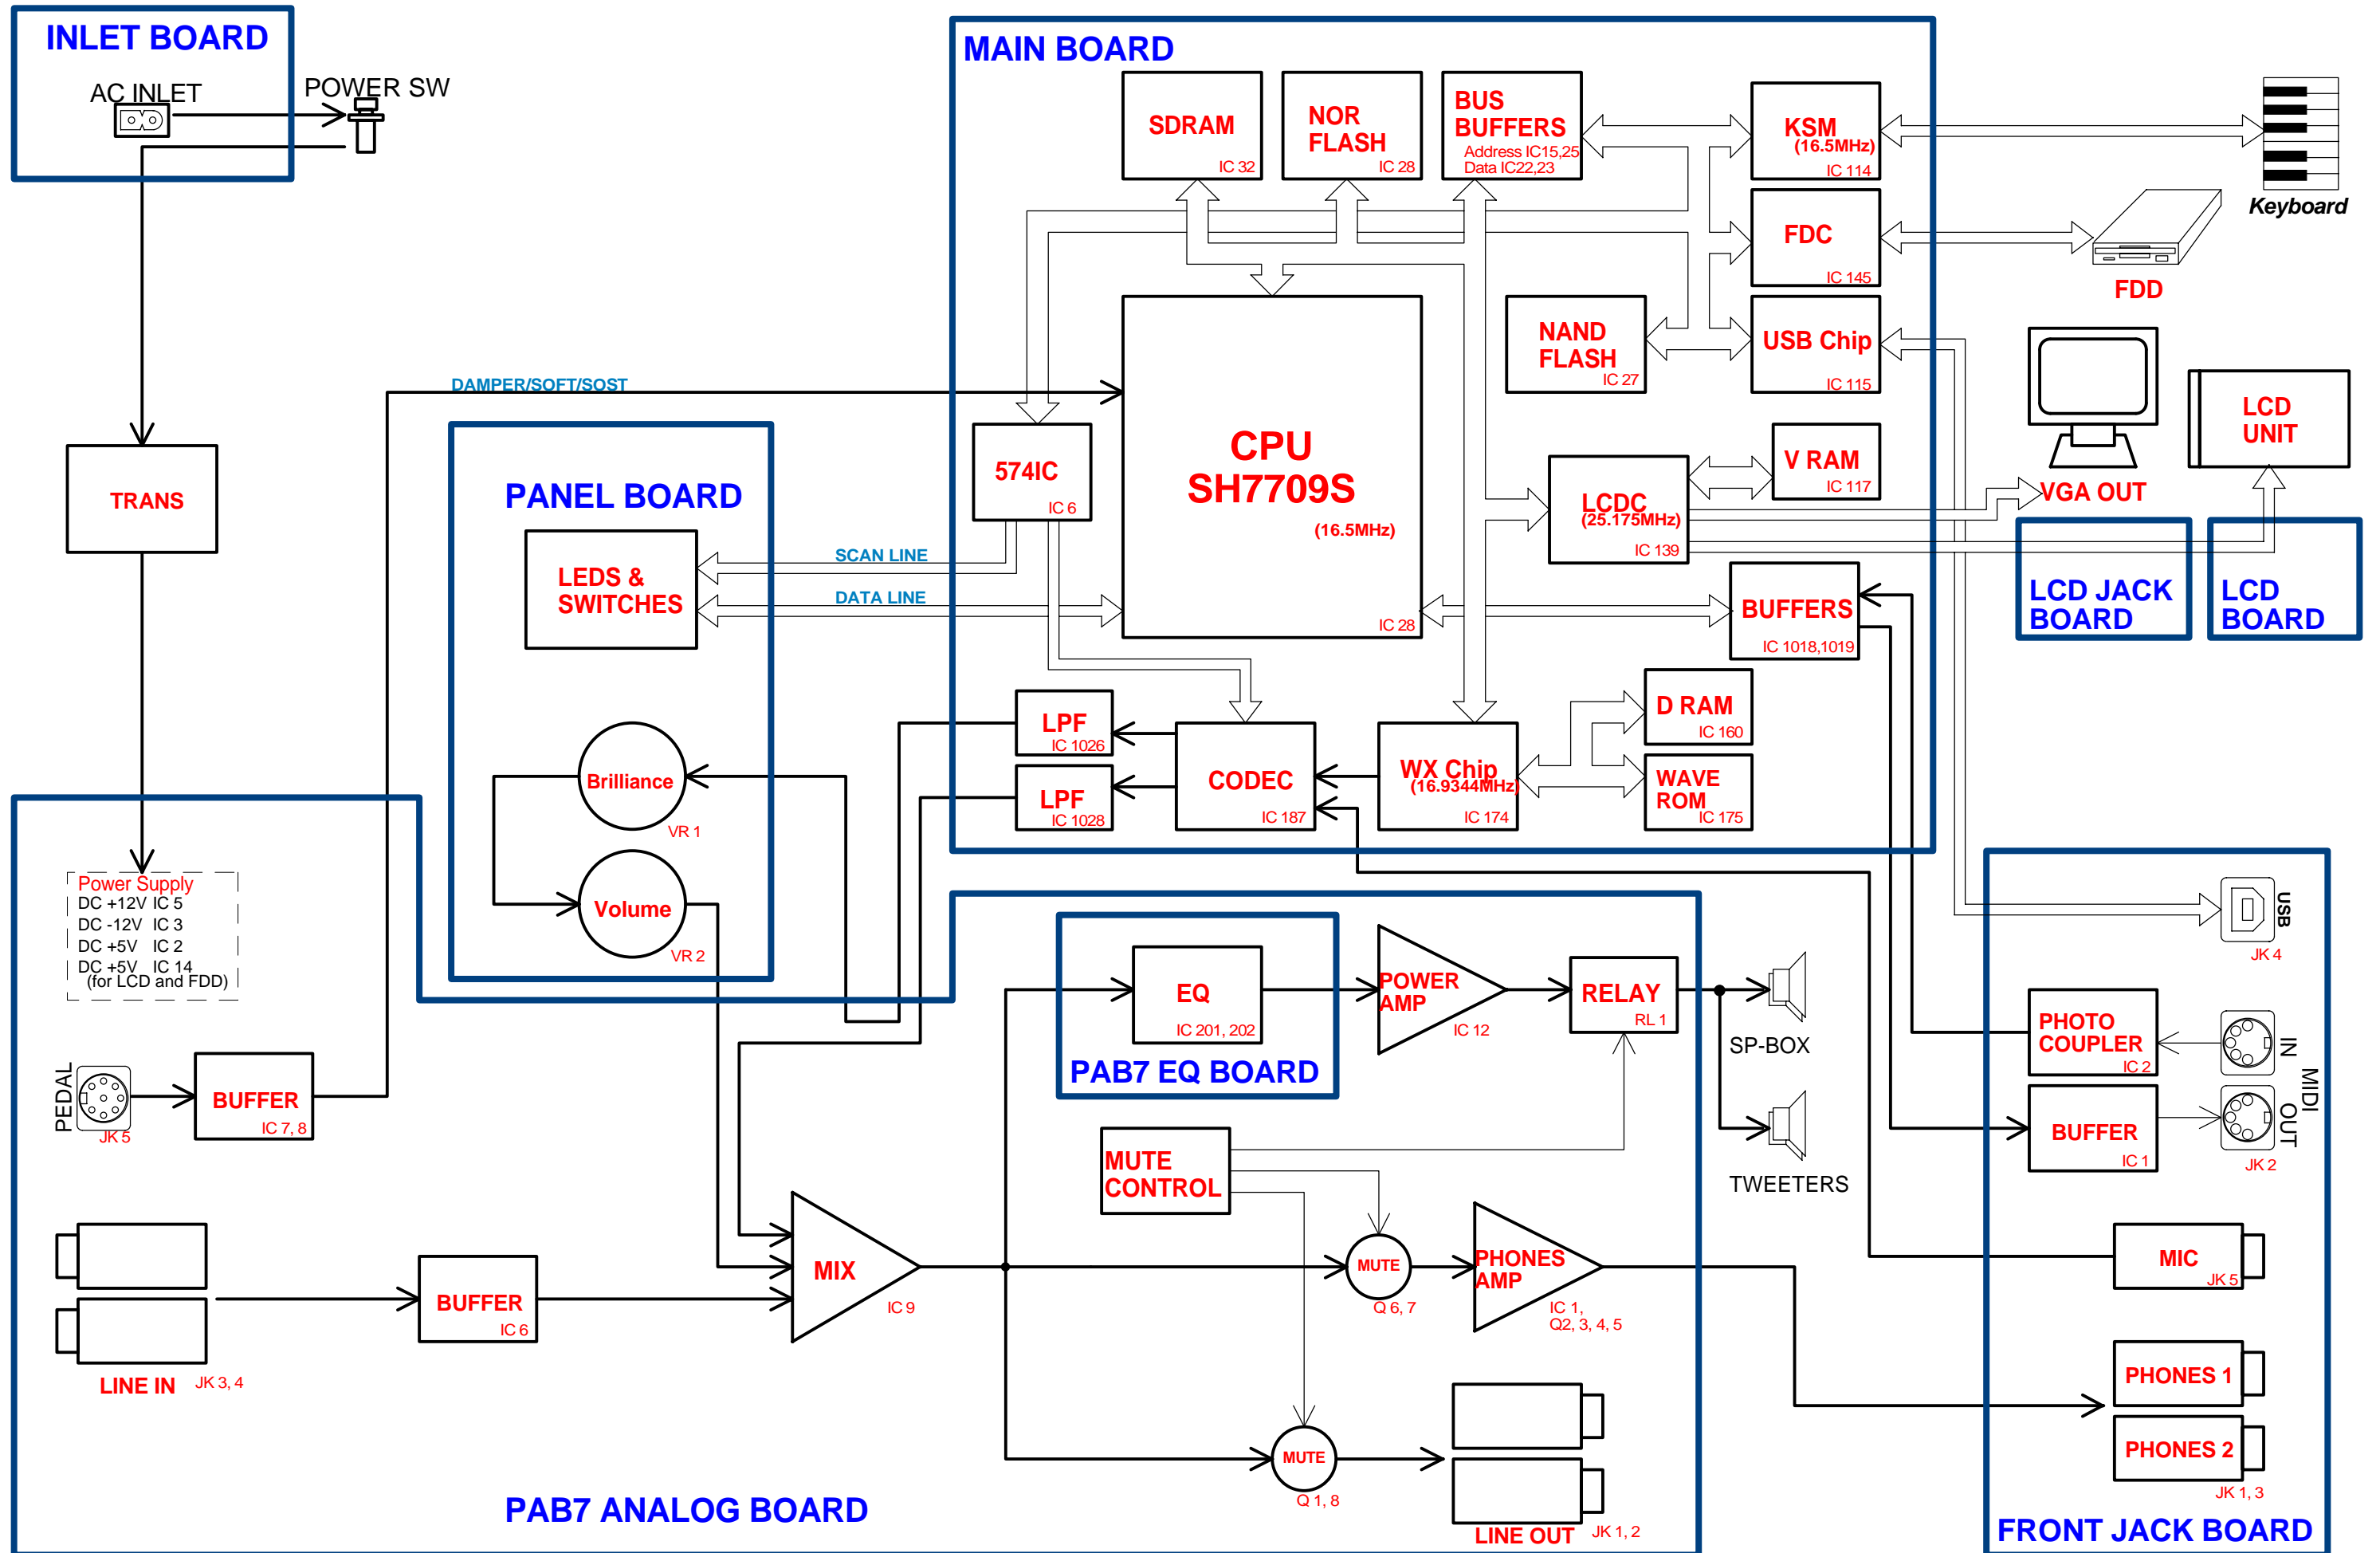 INLET BOARD
AC INLET
POWER SW
MAIN BOARD
SDRAM
IC 32
NOR
FLASH
IC 28
BUS
BUFFERS
Address IC15,25
Data IC22,23
KSM
(16.5MHz)
IC 114
Keyboard
FDC
IC 145
FDD
NAND
FLASH
IC 27
USB Chip
IC 115
DAMPER/SOFT/SOST
CPU
SH7709S
(16.5MHz)
IC 28
574IC
IC 6
LCDC
(25.175MHz)
IC 139
V RAM
IC 117
VGA OUT
LCD
UNIT
TRANS
PANEL BOARD
LEDS &
SWITCHES
SCAN LINE
DATA LINE
BUFFERS
IC 1018,1019
LCD JACK
BOARD
LCD
BOARD
LPF
IC 1026
LPF
IC 1028
CODEC
IC 187
WX Chip
(16.9344MHz)
IC 174
D RAM
IC 160
WAVE
ROM
IC 175
Brilliance
VR 1
Volume
VR 2
Power Supply
DC +12V IC 5
DC -12V IC 3
DC +5V IC 2
DC +5V IC 14
(for LCD and FDD)
EQ
IC 201, 202
PAB7 EQ BOARD
POWER
AMP
IC 12
RELAY
RL 1
SP-BOX
TWEETERS
USB
JK 4
PHOTO
COUPLER
IC 2
IN
MIDI
OUT
BUFFER
IC 1
JK 2
PEDAL
JK 5
BUFFER
IC 7, 8
MUTE
CONTROL
MIX
IC 9
MUTE
Q 6, 7
PHONES
AMP
IC 1,
Q2, 3, 4, 5
MIC
JK 5
BUFFER
IC 6
LINE IN JK 3, 4
PHONES 1
PHONES 2
JK 1, 3
MUTE
Q 1, 8
LINE OUT JK 1, 2
PAB7 ANALOG BOARD
FRONT JACK BOARD